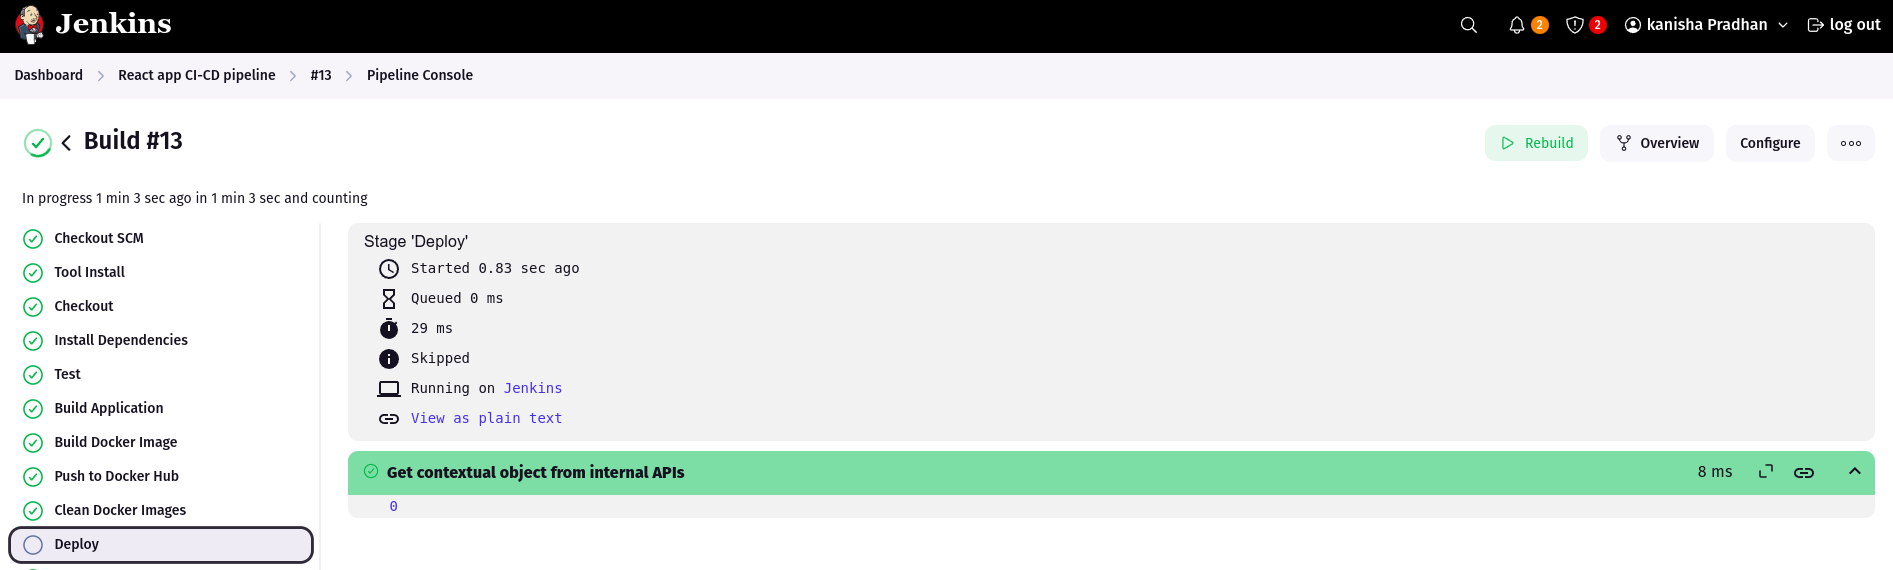 Jenkins
2
2
kanisha Pradhan
log out
Dashboard
React app CI-CD pipeline
#13
Pipeline Console
Build #13
Rebuild
Overview
Configure
In progress 1 min 3 sec ago in 1 min 3 sec and counting
Checkout SCM
Tool Install
Checkout
Install Dependencies
Test
Build Application
Build Docker Image
Push to Docker Hub
Clean Docker Images
Deploy
Stage 'Deploy'
Started 0.83 sec ago
Queued 0 ms
29 ms
Skipped
Running on Jenkins
View as plain text
Get contextual object from internal APIs
8 ms
0